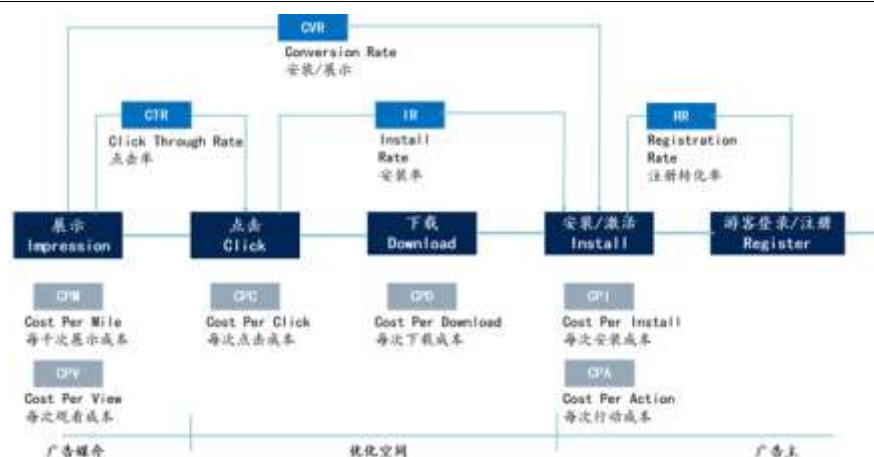 CVR
Conversion Rate
安装/展示
CTR
Click Through Rate
点击率
IR
Install
Rate
安装率
RR
Registration
Rate
注册转化率
展示
Impression
点击
Click
下载
Download
安装/激活
Install
游客登录/注册
Register
CPM
Cost Per Mile
每千次展示成本
CPC
Cost Per Click
每次点击成本
CPD
Cost Per Download
每次下载成本
CPI
Cost Per Install
每次安装成本
CPV
Cost Per View
每次观看成本
CPA
Cost Per Action
每次行动成本
广告媒介
优化空间
广告主